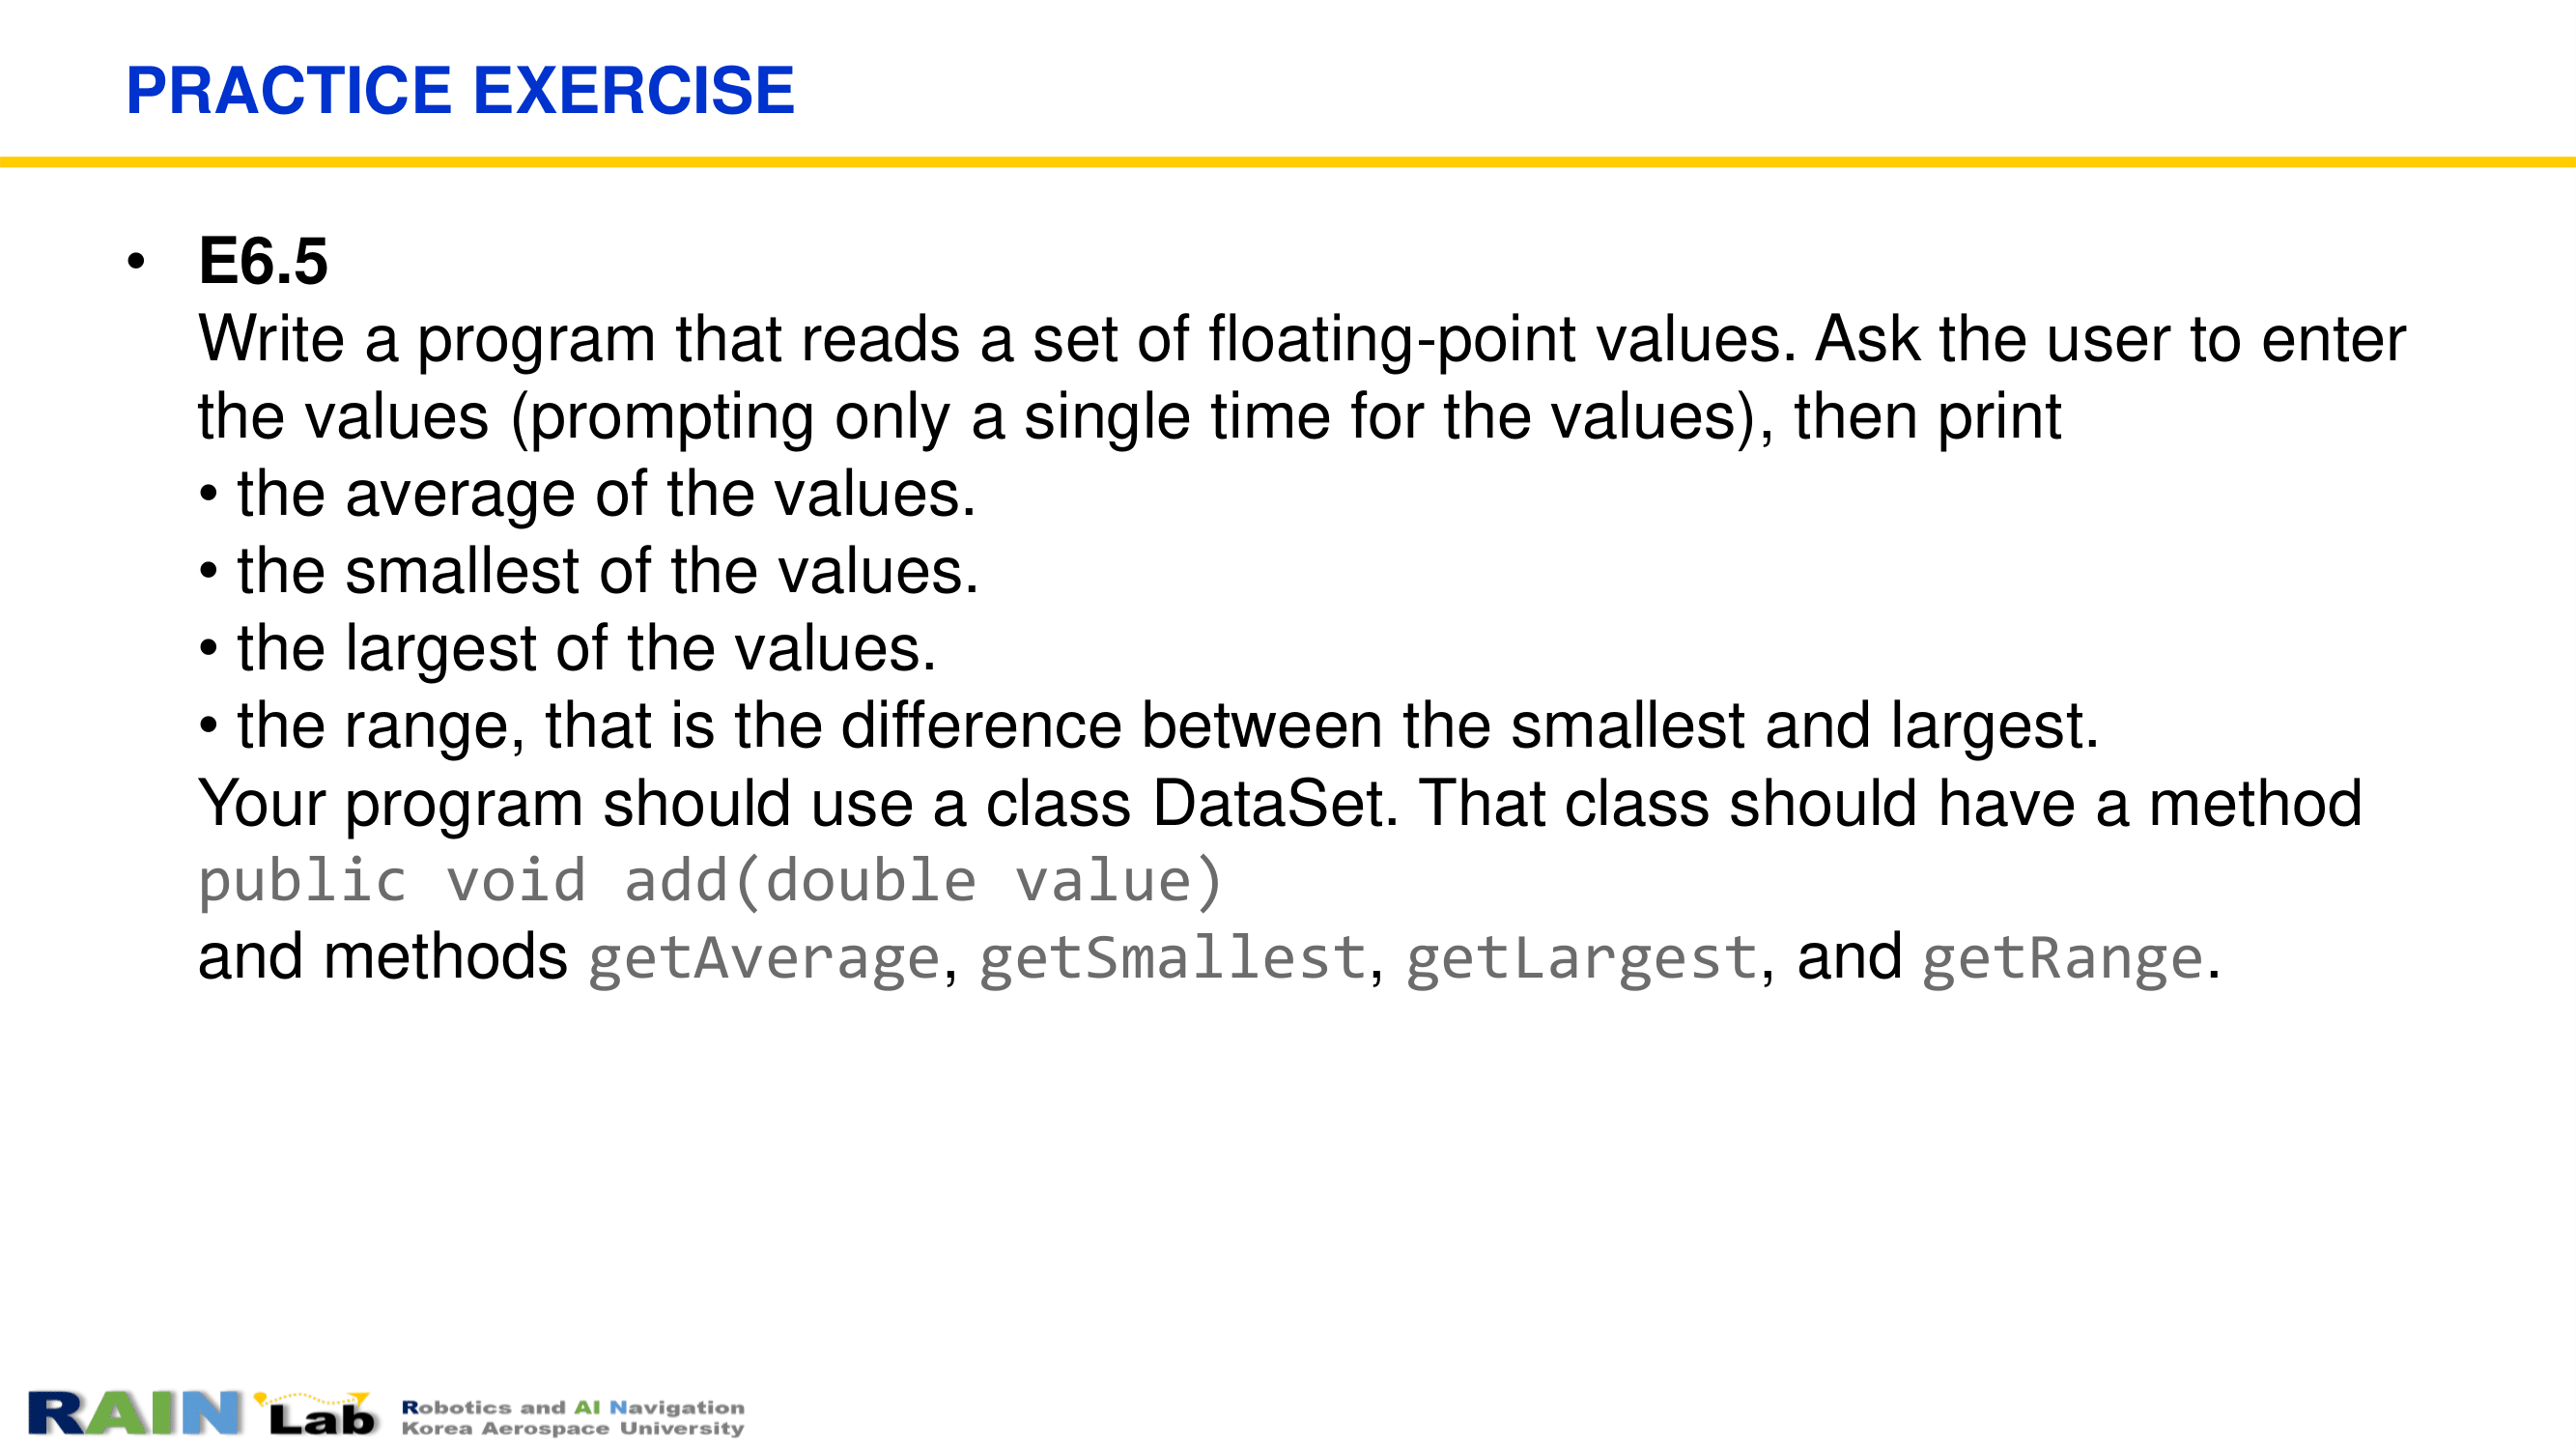 PRACTICE EXERCISE
• E6.5
Write a program that reads a set of floating-point values. Ask the user to enter
the values (prompting only a single time for the values), then print
• the average of the values.
• the smallest of the values.
• the largest of the values.
• the range, that is the difference between the smallest and largest.
Your program should use a class DataSet. That class should have a method
public void add(double value)
and methods getAverage, getSmallest, getLargest, and getRange.
RAIN Lab
Robotics and AI Navigation
Korea Aerospace University